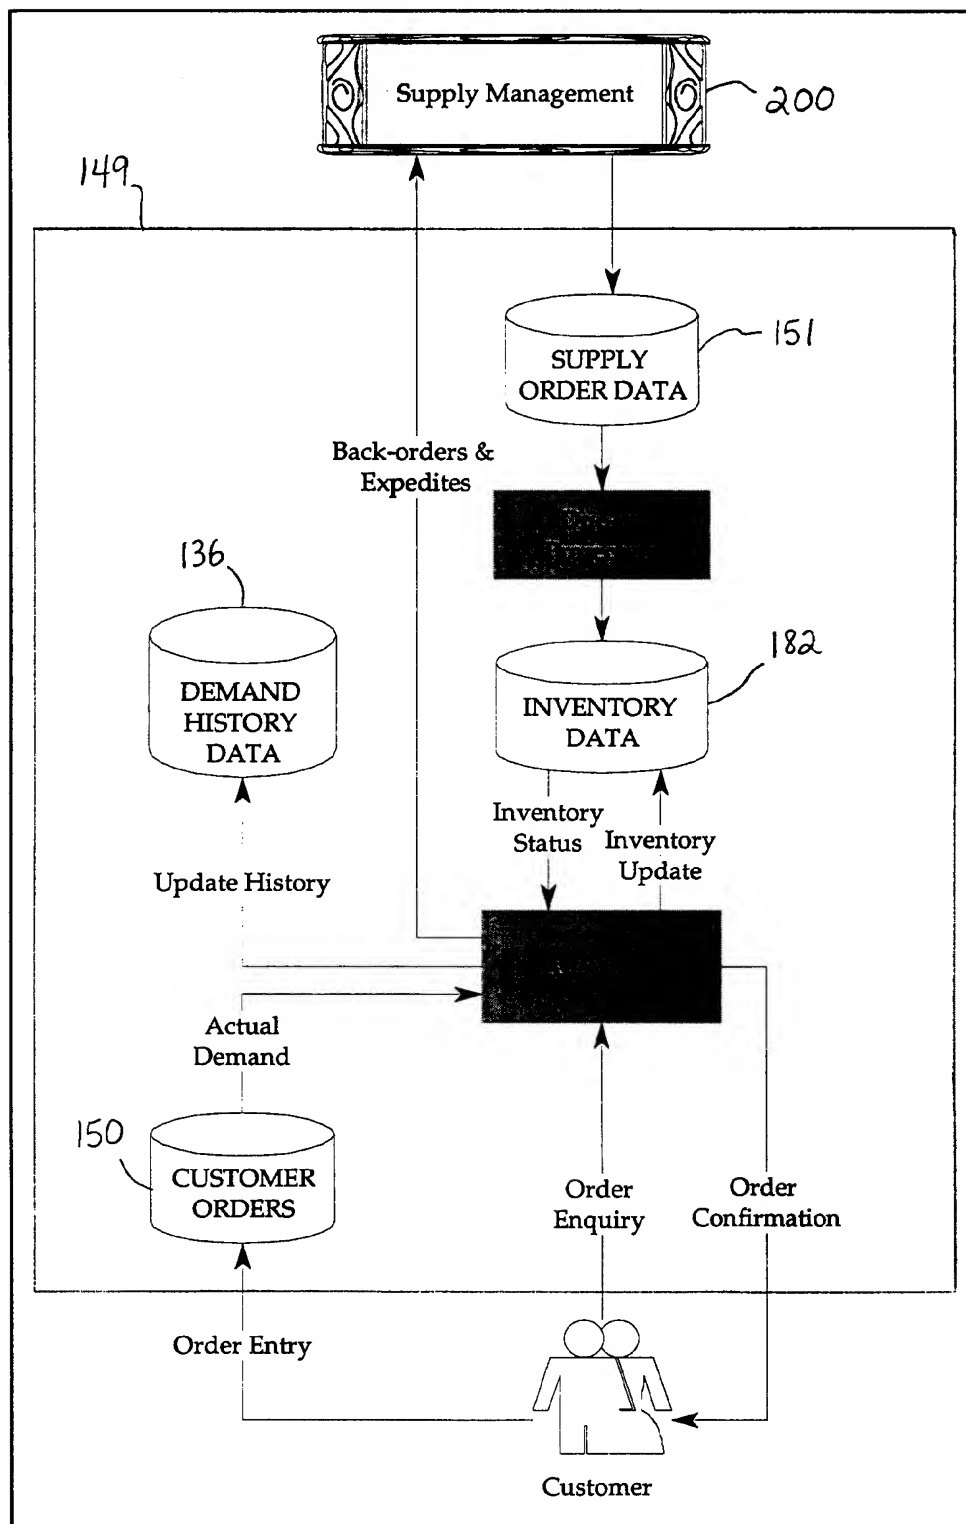 Supply Management
200
149
151
SUPPLY
ORDER DATA
Back-orders &
Expedites
136
182
DEMAND
HISTORY
DATA
INVENTORY
DATA
Inventory
Status
Inventory
Update
Update History
Actual
Demand
150
CUSTOMER
ORDERS
Order
Enquiry
Order
Confirmation
Order Entry
Customer